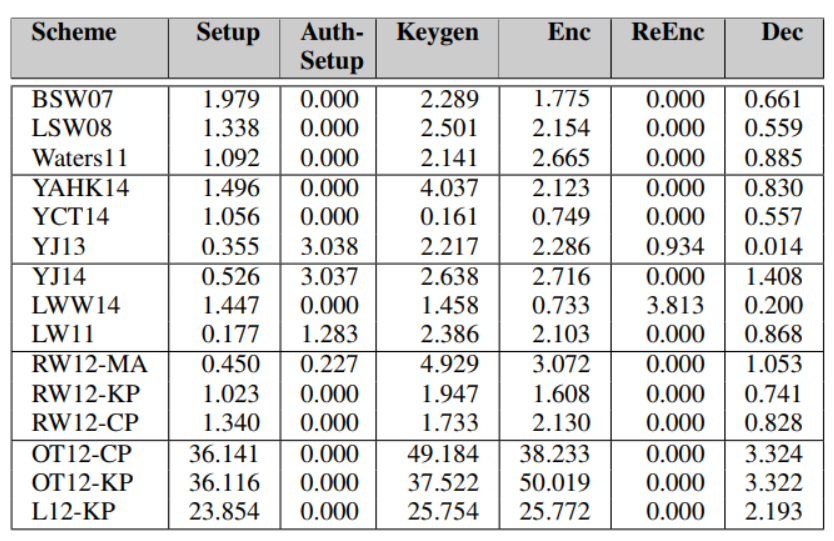 Scheme Setup Auth-Setup Keygen Enc ReEnc Dec
BSW07 1.979 0.000 2.289 1.775 0.000 0.661
LSW08 1.338 0.000 2.501 2.154 0.000 0.559
Waters11 1.092 0.000 2.141 2.665 0.000 0.885
YAHK14 1.496 0.000 4.037 2.123 0.000 0.830
YCT14 1.056 0.000 0.161 0.749 0.000 0.557
YJ13 0.355 3.038 2.217 2.286 0.934 0.014
YJ14 0.526 3.037 2.638 2.716 0.000 1.408
LWW14 1.447 0.000 1.458 0.733 3.813 0.200
LW11 0.177 1.283 2.386 2.103 0.000 0.868
RW12-MA 0.450 0.227 4.929 3.072 0.000 1.053
RW12-KP 1.023 0.000 1.947 1.608 0.000 0.741
RW12-CP 1.340 0.000 1.733 2.130 0.000 0.828
OT12-CP 36.141 0.000 49.184 38.233 0.000 3.324
OT12-KP 36.116 0.000 37.522 50.019 0.000 3.322
L12-KP 23.854 0.000 25.754 25.772 0.000 2.193